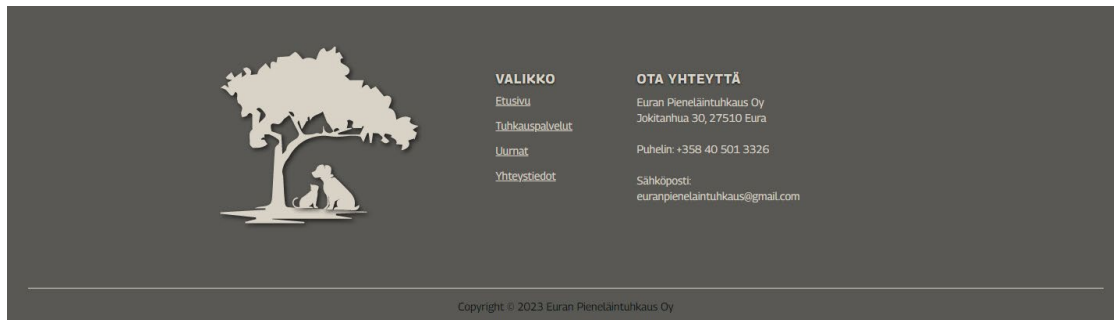 VALIKKO
Etusivu
Tuhkauspalvelut
Uurnat
Yhteystiedot
OTA YHTEYTTÄ
Euran Pieneläintuhkaus Oy
Jokitanhua 30, 27510 Eura
Puhelin: +358 40 501 3326
Sähköposti:
euranpienelaintuhkaus@gmail.com
Copyright © 2023 Euran Pieneläintuhkaus Oy